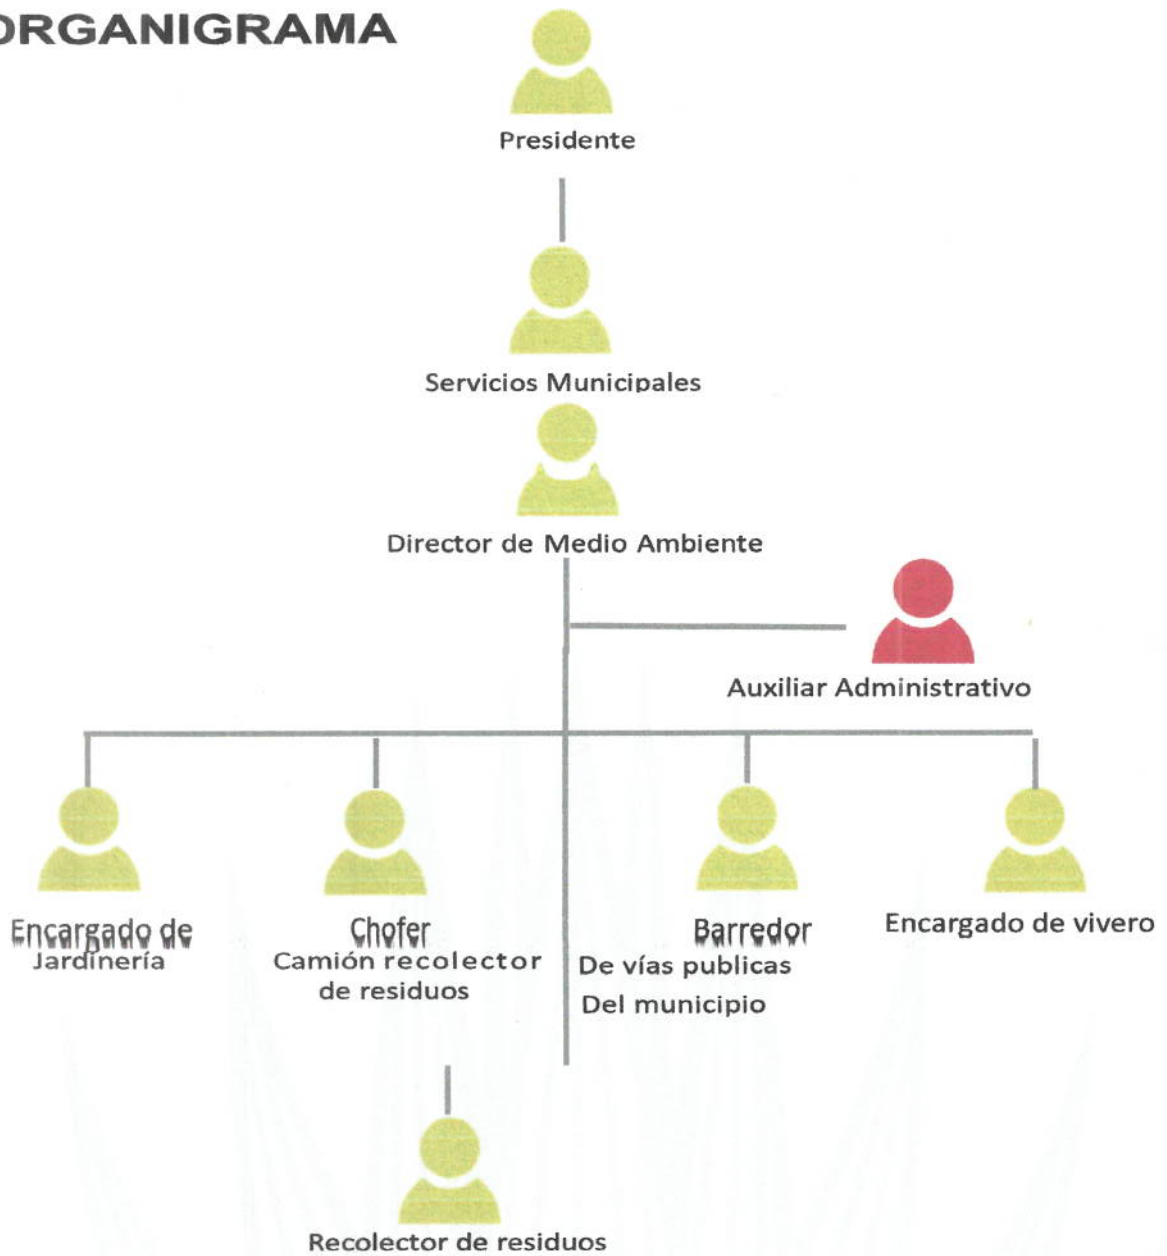 ORGANIGRAMA
Presidente
Servicios Municipales
Director de Medio Ambiente
Auxiliar Administrativo
Encargado de
Jardinería
Chofer
Camión recolector
de residuos
Barredor
De vías publicas
Del municipio
Encargado de vivero
Recolector de residuos